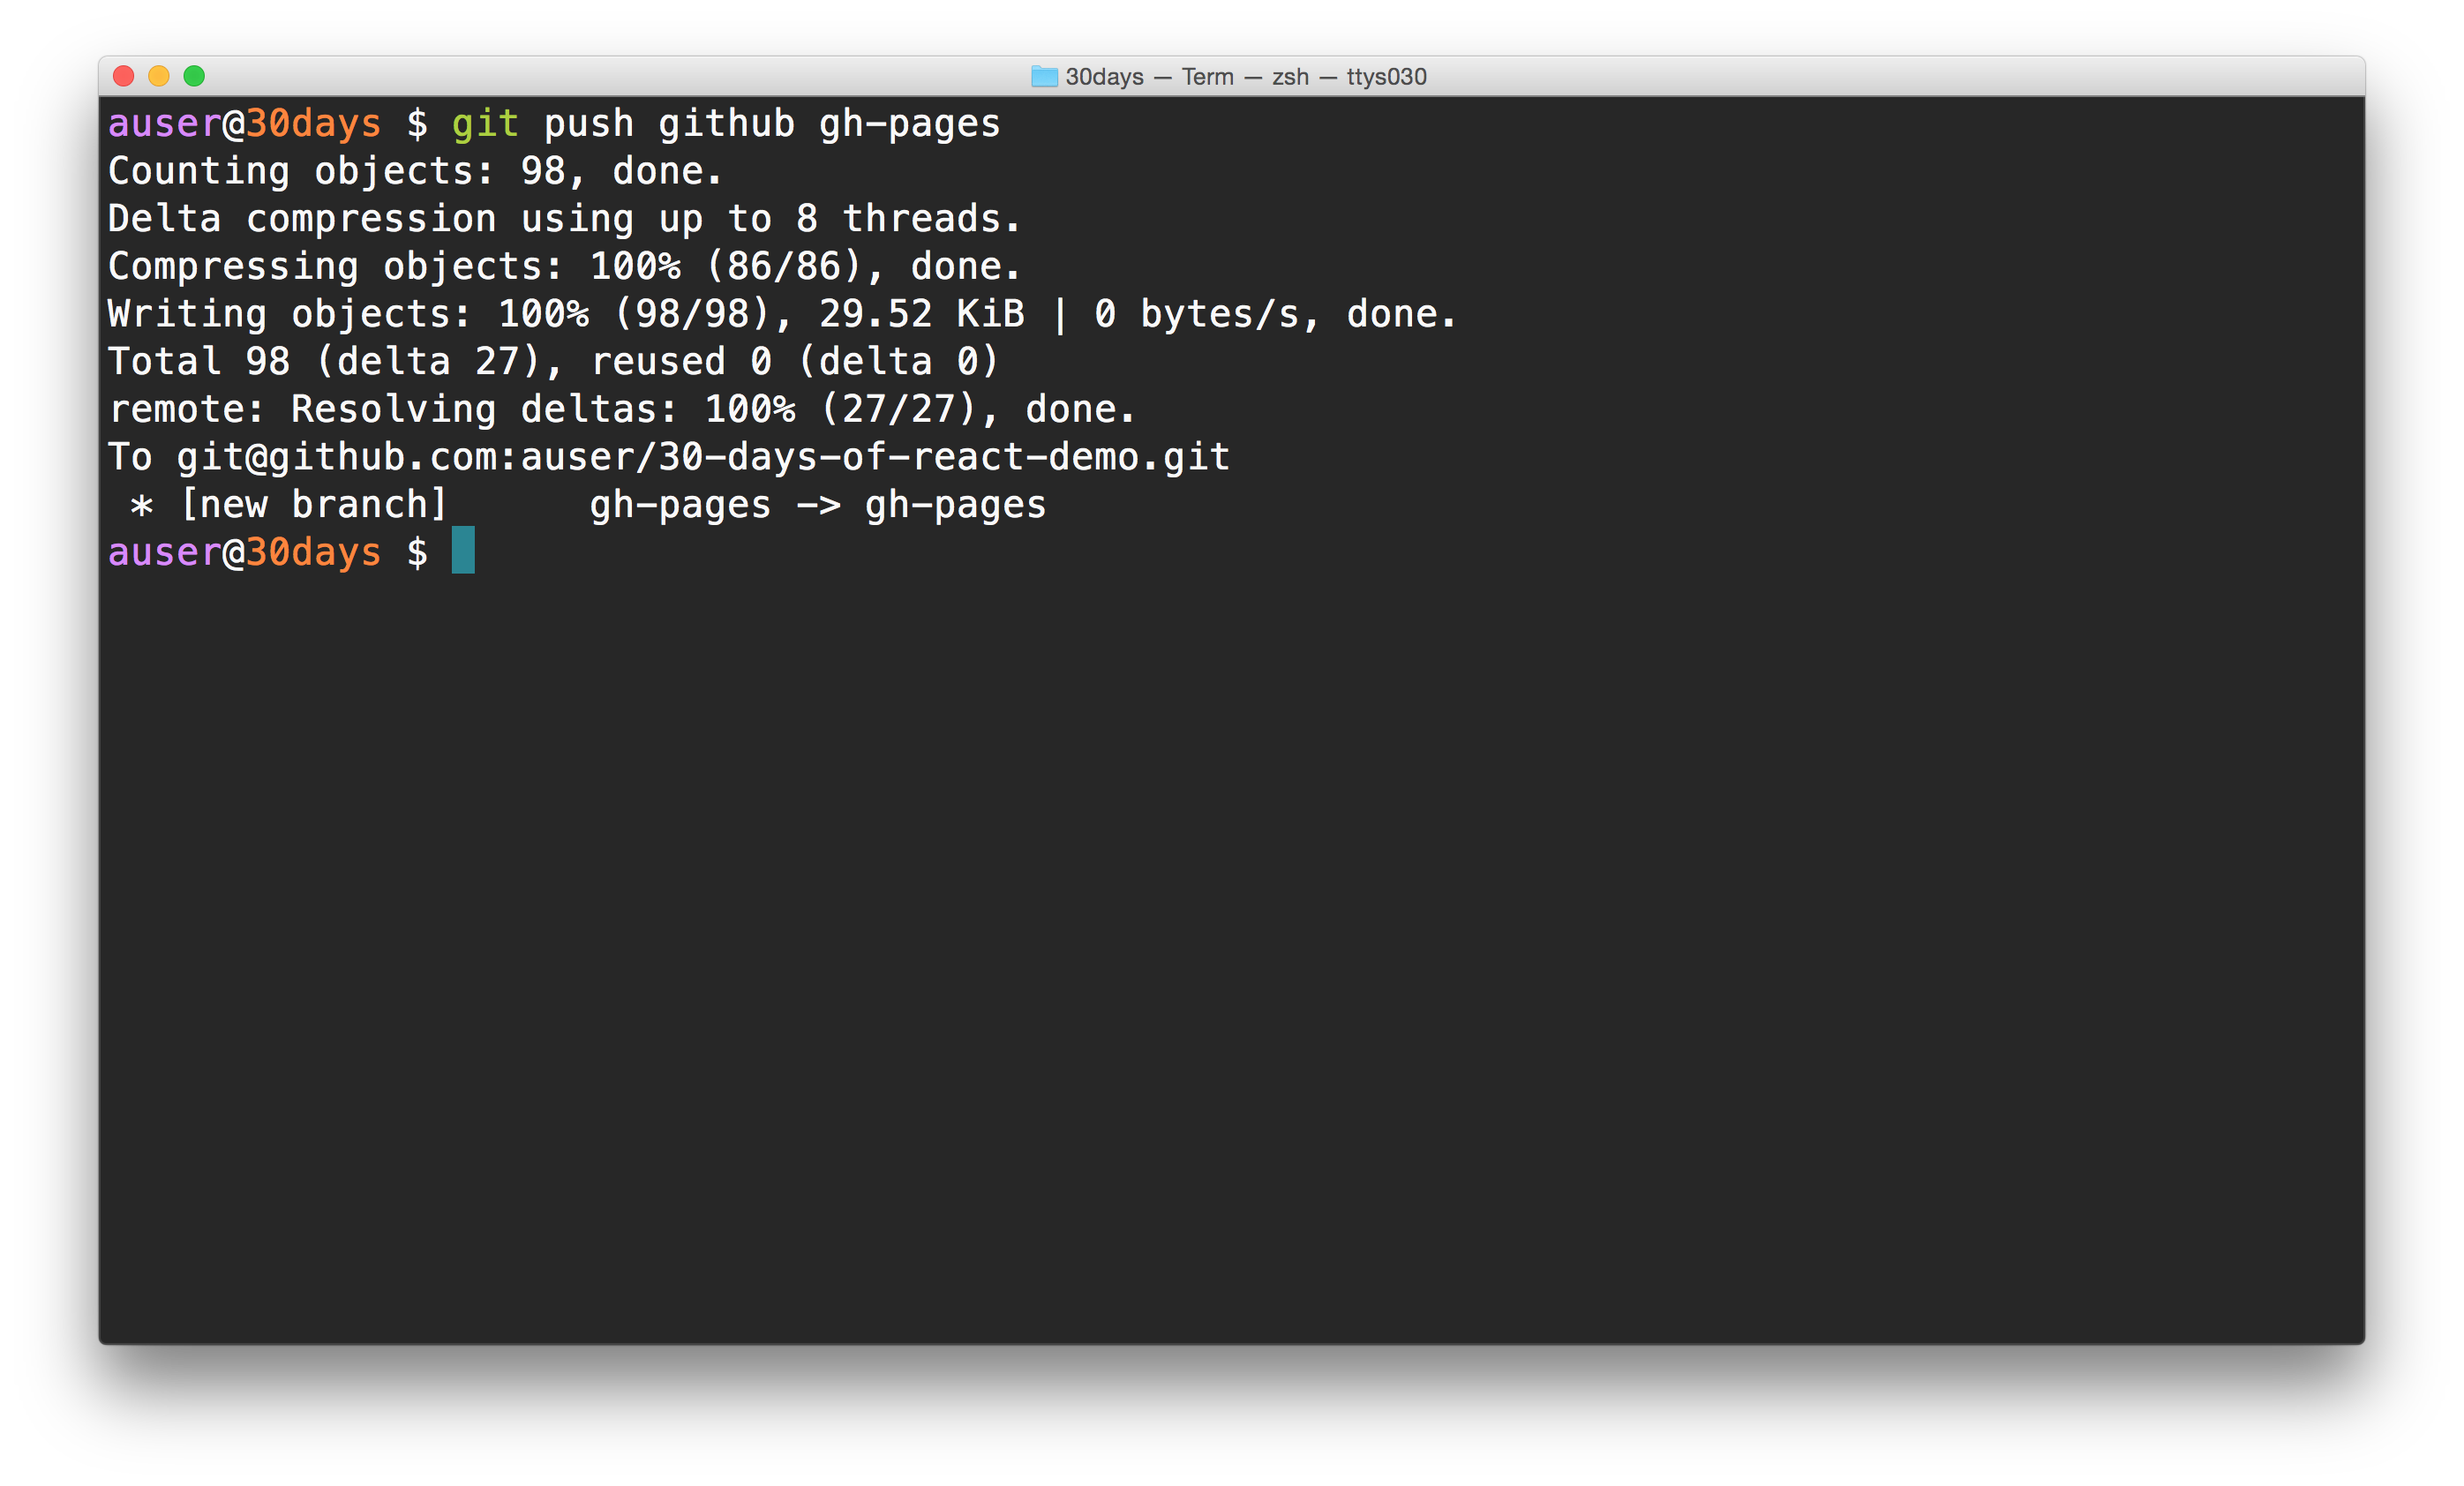 30days — Term — zsh — ttys030
auser@30days $ git push github gh-pages
Counting objects: 98, done.
Delta compression using up to 8 threads.
Compressing objects: 100% (86/86), done.
Writing objects: 100% (98/98), 29.52 KiB | 0 bytes/s, done.
Total 98 (delta 27), reused 0 (delta 0)
remote: Resolving deltas: 100% (27/27), done.
To git@github.com:auser/30-days-of-react-demo.git
 * [new branch]      gh-pages -> gh-pages
auser@30days $